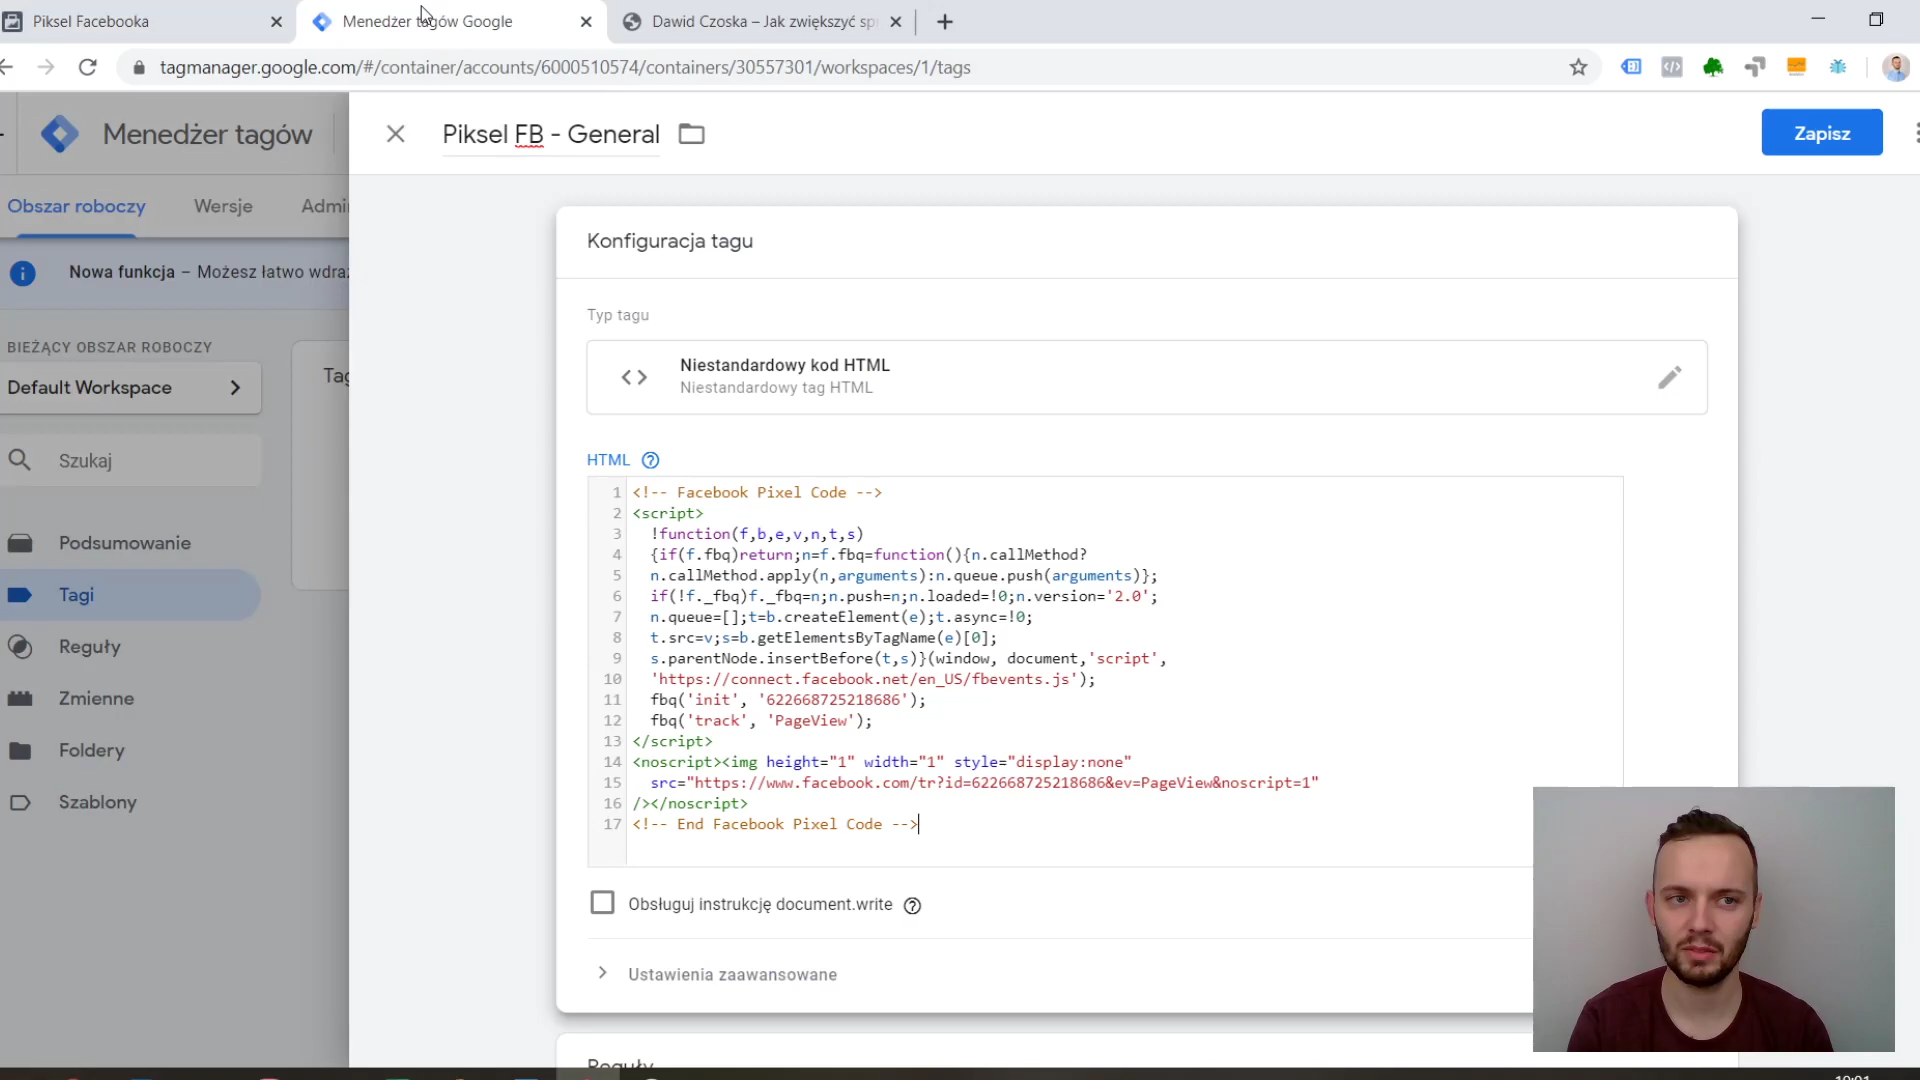 Piksel Facebooka
Menedżer tagów Google
Dawid Czoska – Jak zwiększyć sp
tagmanager.google.com/#/container/accounts/6000510574/containers/30557301/workspaces/1/tags
Menedżer tagów
Piksel FB - General
Zapisz
Obszar roboczy
Wersje
Admi
Nowa funkcja – Możesz łatwo wdra
BIEŻĄCY OBSZAR ROBOCZY
Default Workspace
Szukaj
Podsumowanie
Tagi
Reguły
Zmienne
Foldery
Szablony
Tag
Konfiguracja tagu
Typ tagu
Niestandardowy kod HTML
Niestandardowy tag HTML
HTML
1 <!-- Facebook Pixel Code -->
2 <script>
3 !function(f,b,e,v,n,t,s)
4 {if(f.fbq)return;n=f.fbq=function(){n.callMethod?
5 n.callMethod.apply(n,arguments):n.queue.push(arguments)};
6 if(!f._fbq)f._fbq=n;n.push=n;n.loaded=!0;n.version='2.0';
7 n.queue=[];t=b.createElement(e);t.async=!0;
8 t.src=v;s=b.getElementsByTagName(e)[0];
9 s.parentNode.insertBefore(t,s)}(window, document,'script',
10 'https://connect.facebook.net/en_US/fbevents.js');
11 fbq('init', '622668725218686');
12 fbq('track', 'PageView');
13 </script>
14 <noscript><img height="1" width="1" style="display:none"
15 src="https://www.facebook.com/tr?id=622668725218686&ev=PageView&noscript=1"
16 /></noscript>
17 <!-- End Facebook Pixel Code -->
Obsługuj instrukcję document.write
Ustawienia zaawansowane
Reguły